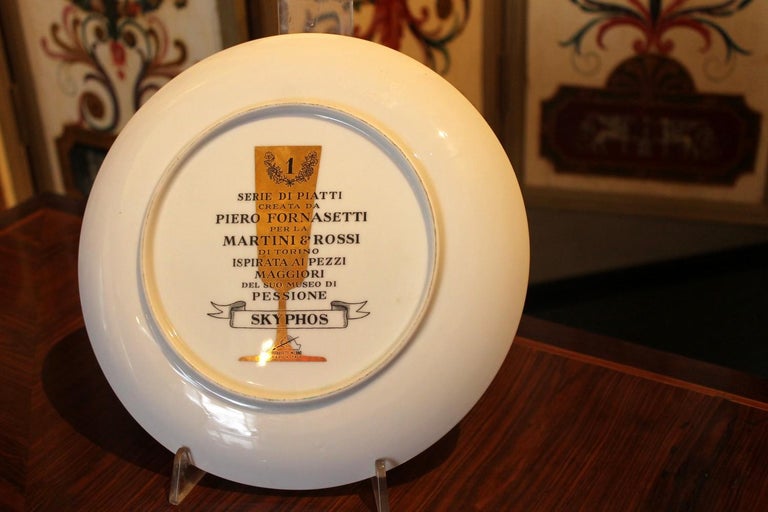 1
SERIE DI PIATTI
CREATA DA
PIERO FORNASETTI
PER LA
MARTINI & ROSSI
DI TORINO
ISPIRATA AI PEZZI
MAGGIORI
DEL SUO MUSEO DI
PESSIONE
SKYPHOS